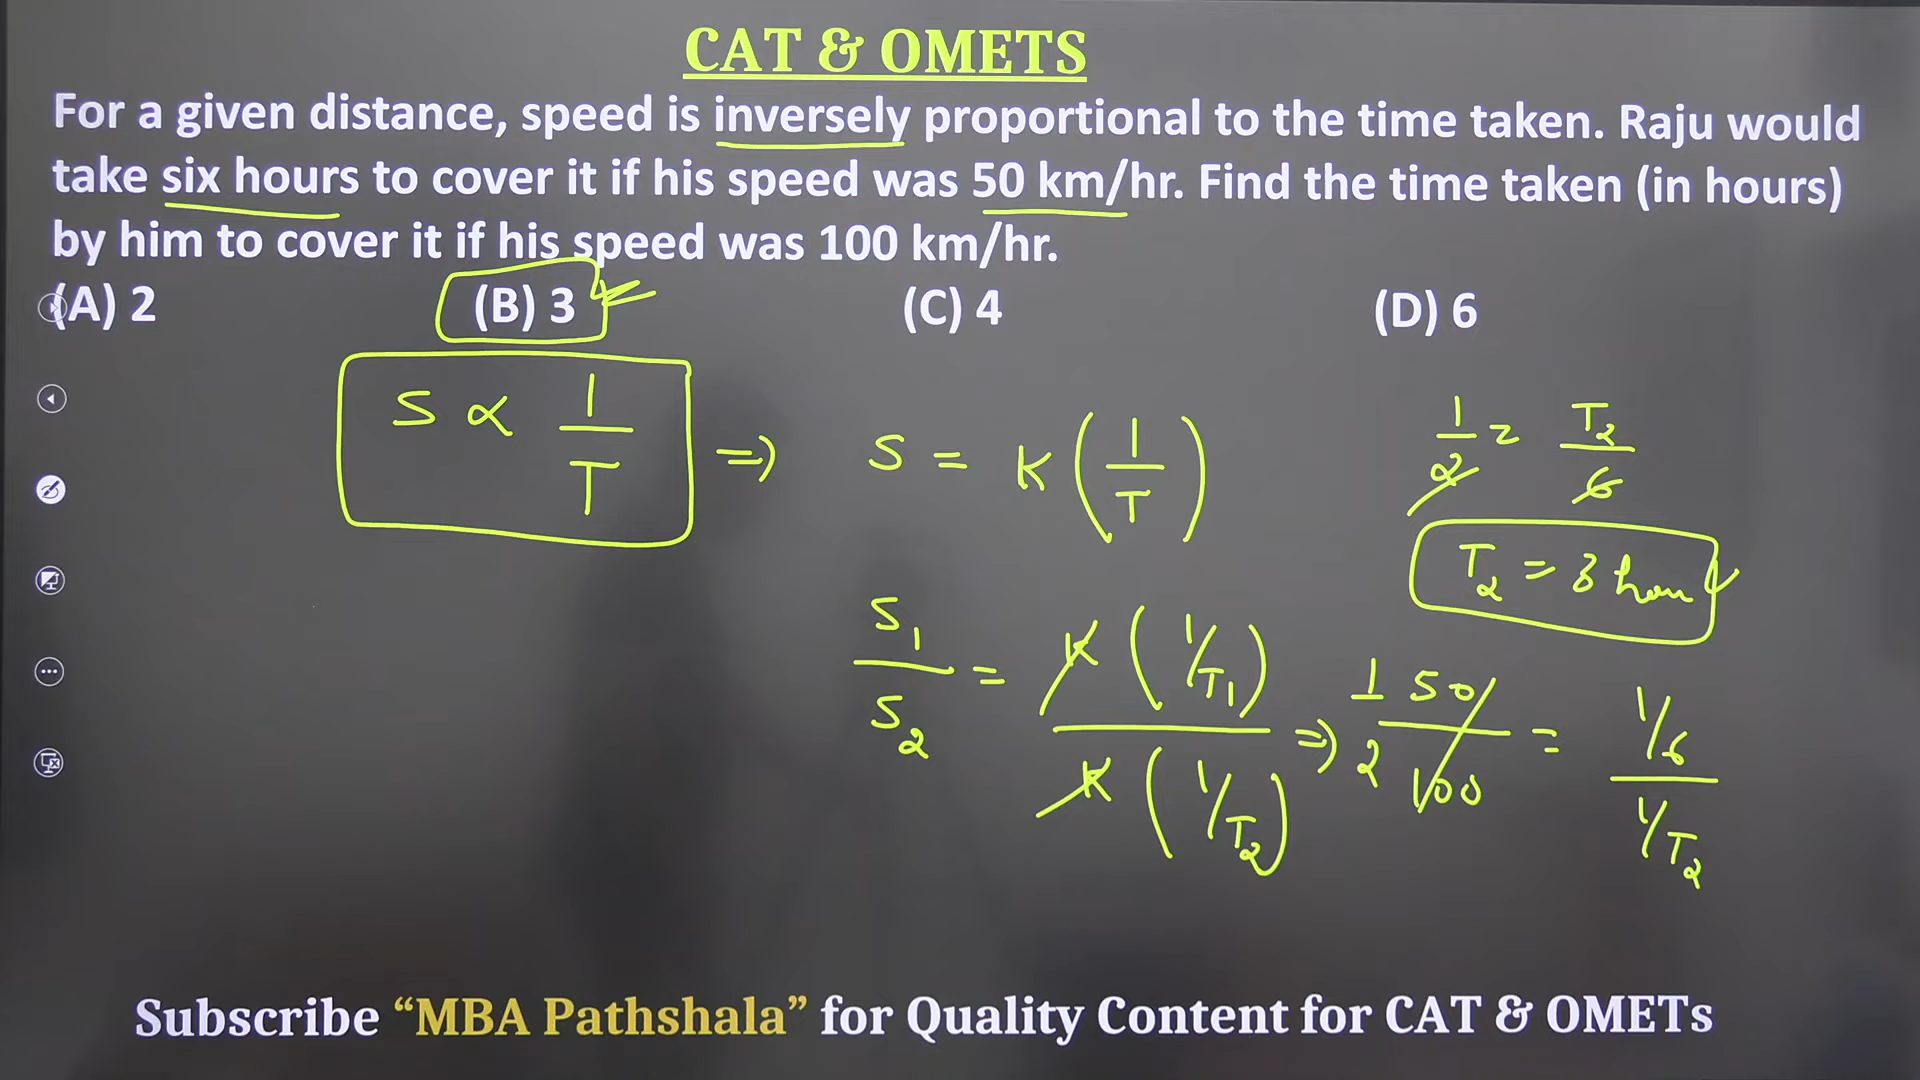 CAT & OMETS
For a given distance, speed is inversely proportional to the time taken. Raju would
take six hours to cover it if his speed was 50 km/hr. Find the time taken (in hours)
by him to cover it if his speed was 100 km/hr.
(A) 2 (B) 3 (C) 4 (D) 6
S ∝ 1/T ⇒ S = K(1/T)
1/2 = T₂/6
T₂ = 3 hour
S₁/S₂ = K(1/T₁)/K(1/T₂) ⇒ 1 50/2 100 = 1/6/1/T₂
Subscribe “MBA Pathshala” for Quality Content for CAT & OMETs